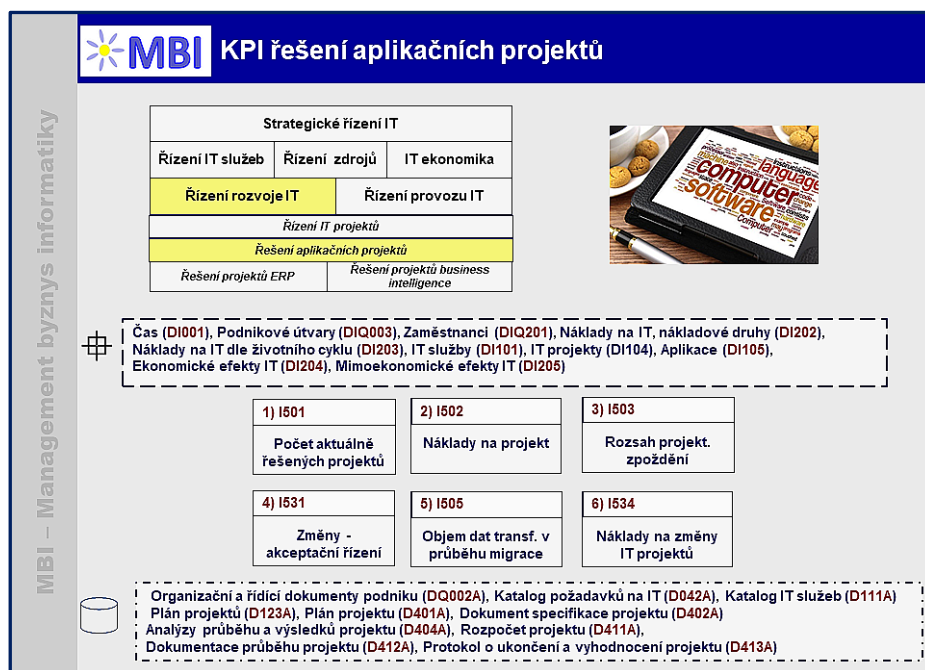 MBI
KPI řešení aplikačních projektů
MBI – Management byznys informatiky
Strategické řízení IT
Řízení IT služeb
Řízení zdrojů
IT ekonomika
Řízení rozvoje IT
Řízení provozu IT
Řízení IT projektů
Řešení aplikačních projektů
Řešení projektů ERP
Řešení projektů business
intelligence
language
computer
software
machine
Čas (DI001), Podnikové útvary (DIQ003), Zaměstnanci (DIQ201), Náklady na IT, nákladové druhy (DI202),
Náklady na IT dle životního cyklu (DI203), IT služby (DI101), IT projekty (DI104), Aplikace (DI105),
Ekonomické efekty IT (DI204), Mimoekonomické efekty IT (DI205)
1) I501
Počet aktuálně
řešených projektů
2) I502
Náklady na projekt
3) I503
Rozsah projekt.
zpoždění
4) I531
Změny -
akceptační řízení
5) I505
Objem dat transf. v
průběhu migrace
6) I534
Náklady na změny
IT projektů
Organizační a řídící dokumenty podniku (DQ002A), Katalog požadavků na IT (D042A), Katalog IT služeb (D111A)
Plán projektů (D123A), Plán projektu (D401A), Dokument specifikace projektu (D402A)
Analýzy průběhu a výsledků projektu (D404A), Rozpočet projektu (D411A),
Dokumentace průběhu projektu (D412A), Protokol o ukončení a vyhodnocení projektu (D413A)